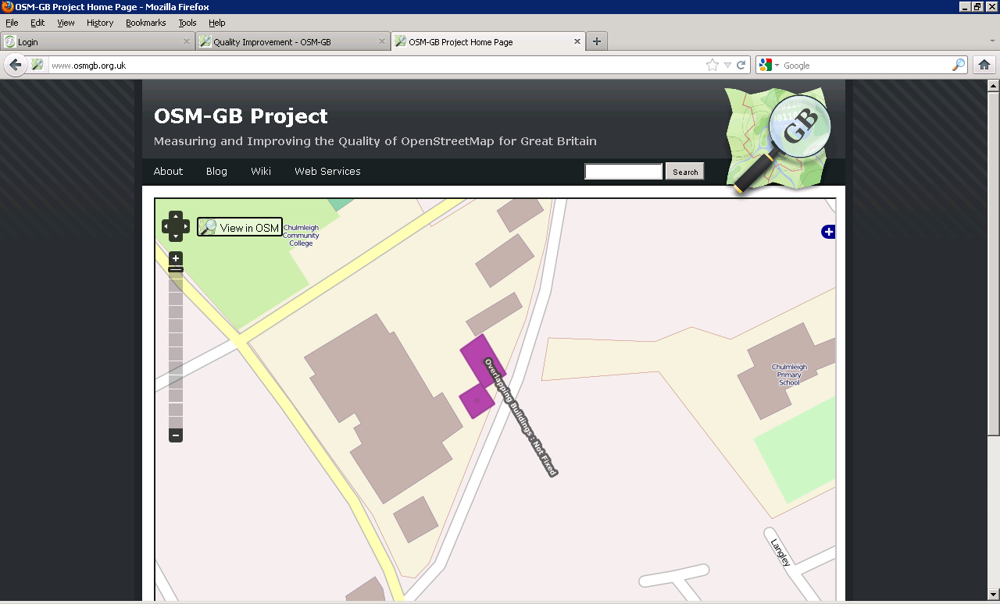 OSM-GB Project Home Page - Mozilla Firefox
File Edit View History Bookmarks Tools Help
Login
Quality Improvement - OSM-GB
OSM-GB Project Home Page
www.osmgb.org.uk
Google
OSM-GB Project
Measuring and Improving the Quality of OpenStreetMap for Great Britain
GB
About Blog Wiki Web Services
Search
View in OSM
Chulmleigh
Community
College
Overlapping Buildings : Not Fixed
Chulmleigh
Primary
School
Langley